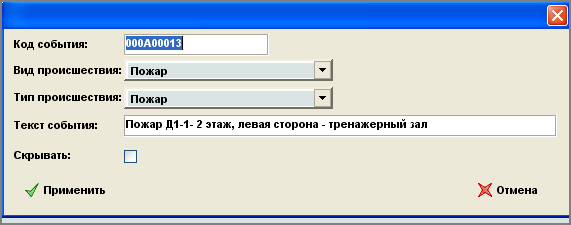 Код события: 000A00013
Вид происшествия: Пожар
Тип происшествия: Пожар
Текст события: Пожар Д1-1- 2 этаж, левая сторона - тренажерный зал
Скрывать:
Применить Отмена